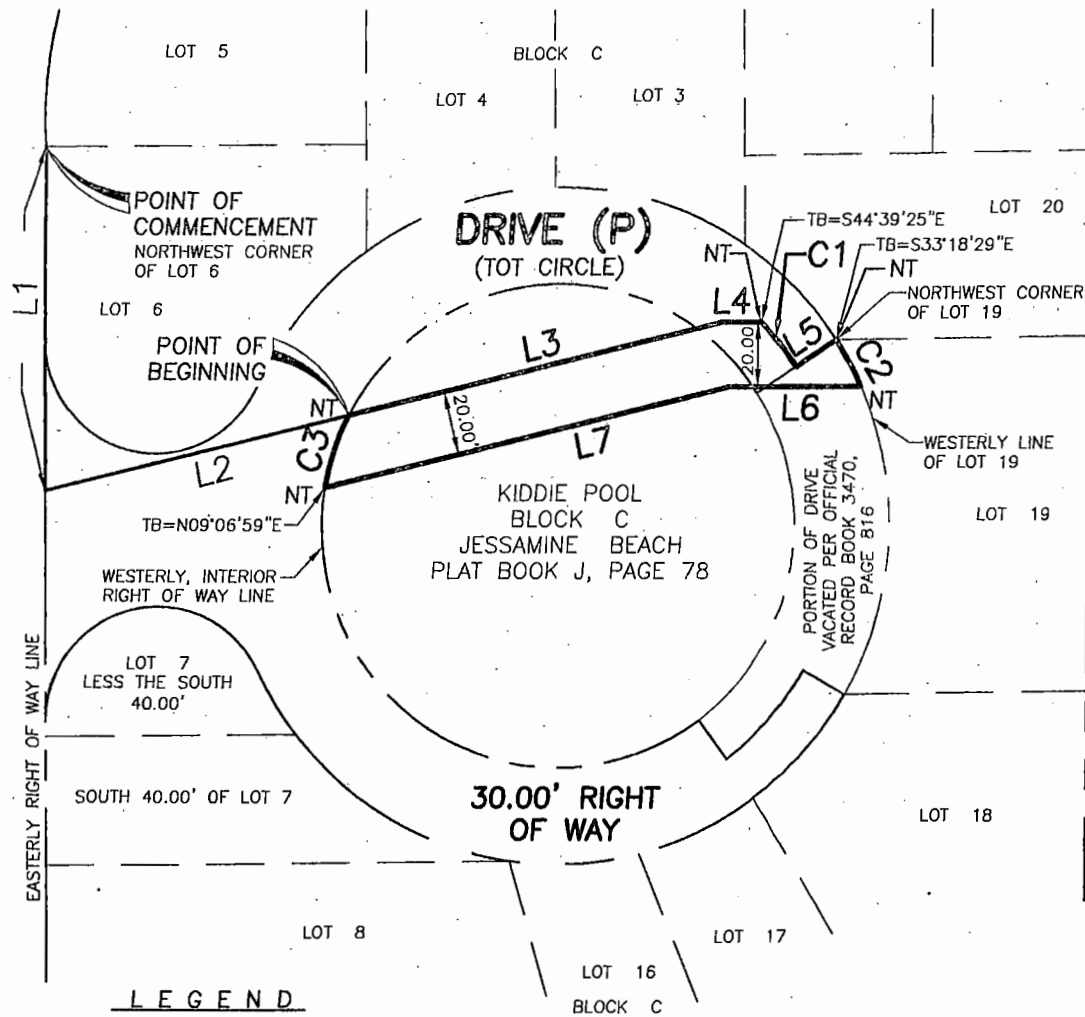 LOT 5
BLOCK C
LOT 4
LOT 3
POINT OF
COMMENCEMENT
NORTHWEST CORNER
OF LOT 6
DRIVE (P)
(TOT CIRCLE)
TB=S44°39'25"E
LOT 20
TB=S33°18'29"E
NT
C1
NT
NORTHWEST CORNER
OF LOT 19
L1
LOT 6
L4
L5
POINT OF
BEGINNING
L3
20.00
C2
NT
NT
20.00'
L6
C3
L2
L7
WESTERLY LINE
OF LOT 19
NT
KIDDIE POOL
BLOCK C
JESSAMINE BEACH
PLAT BOOK J, PAGE 78
TB=N09°06'59"E
LOT 19
WESTERLY, INTERIOR
RIGHT OF WAY LINE
PORTION OF DRIVE
VACATED PER OFFICIAL
RECORD BOOK 3470,
PAGE 816
EASTERLY RIGHT OF WAY LINE
LOT 7
LESS THE SOUTH
40.00'
SOUTH 40.00' OF LOT 7
30.00' RIGHT
OF WAY
LOT 18
LOT 8
LOT 17
LOT 16
BLOCK C
LEGEND